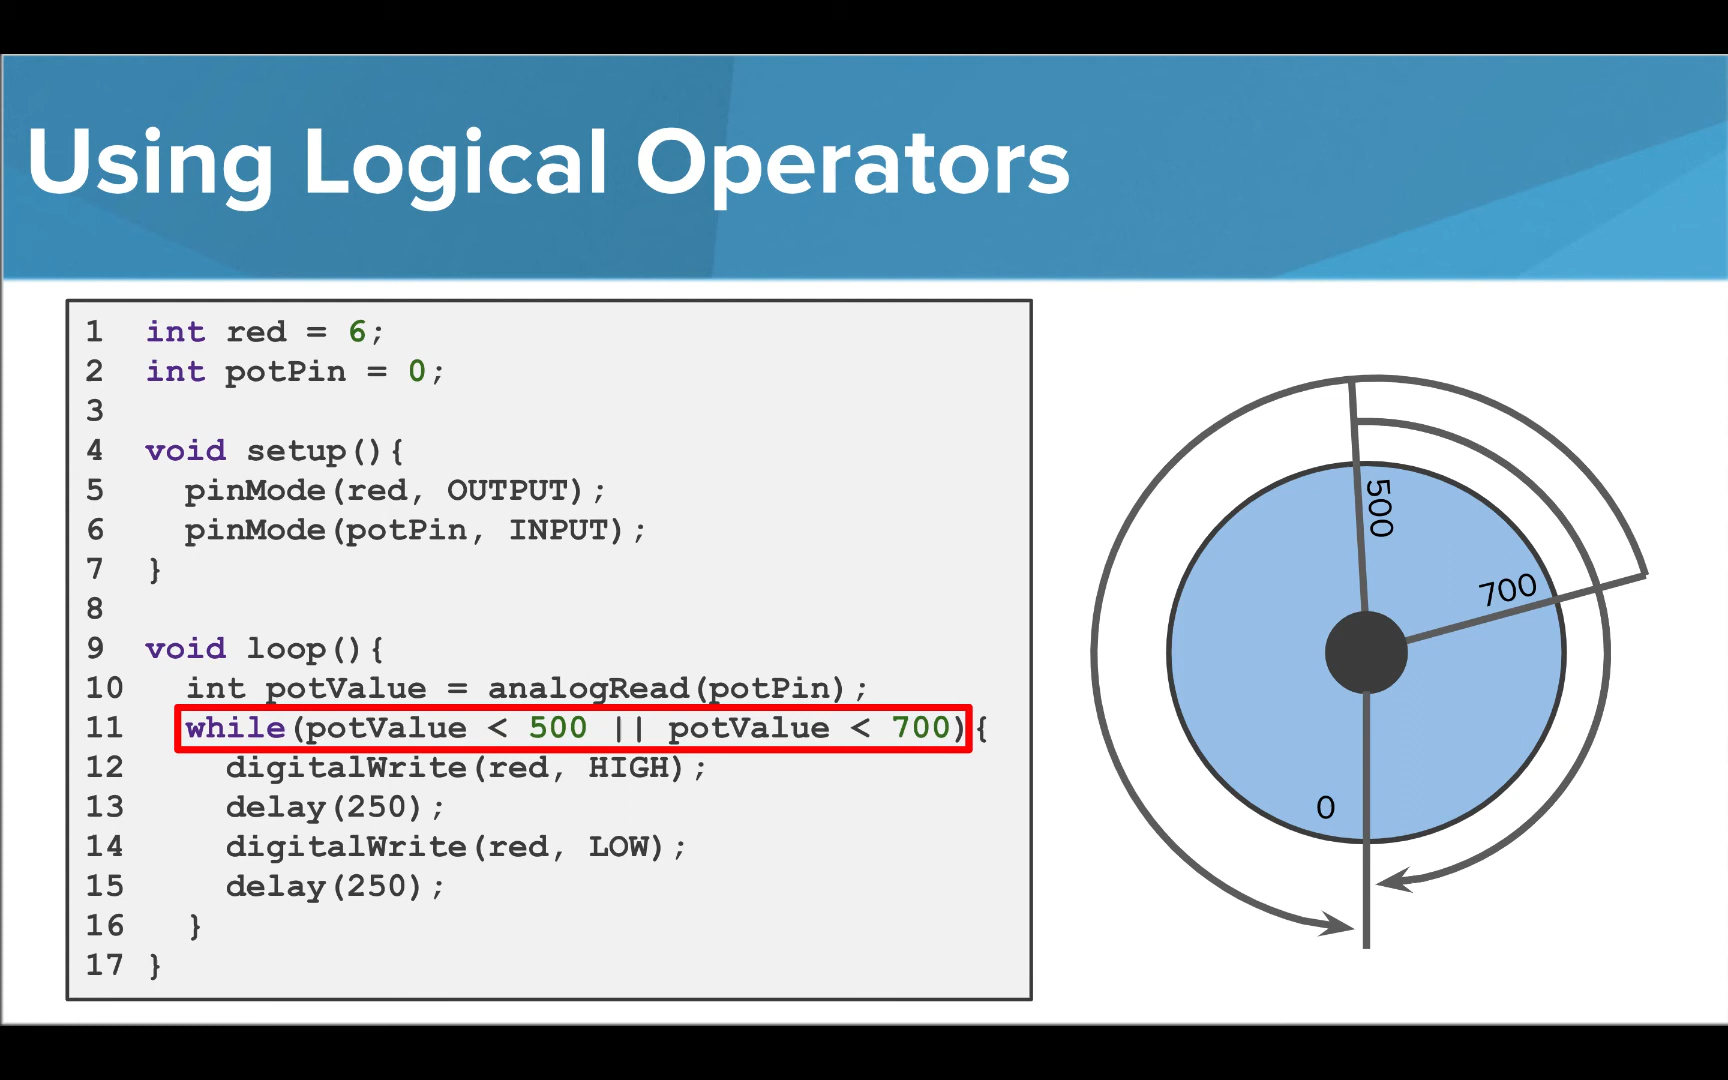 Using Logical Operators
1 int red = 6;
2 int potPin = 0;
3
4 void setup(){
5 pinMode(red, OUTPUT);
6 pinMode(potPin, INPUT);
7 }
8
9 void loop(){
10 int potValue = analogRead(potPin);
11 while(potValue < 500 || potValue < 700){
12 digitalWrite(red, HIGH);
13 delay(250);
14 digitalWrite(red, LOW);
15 delay(250);
16 }
17 }
500
700
0